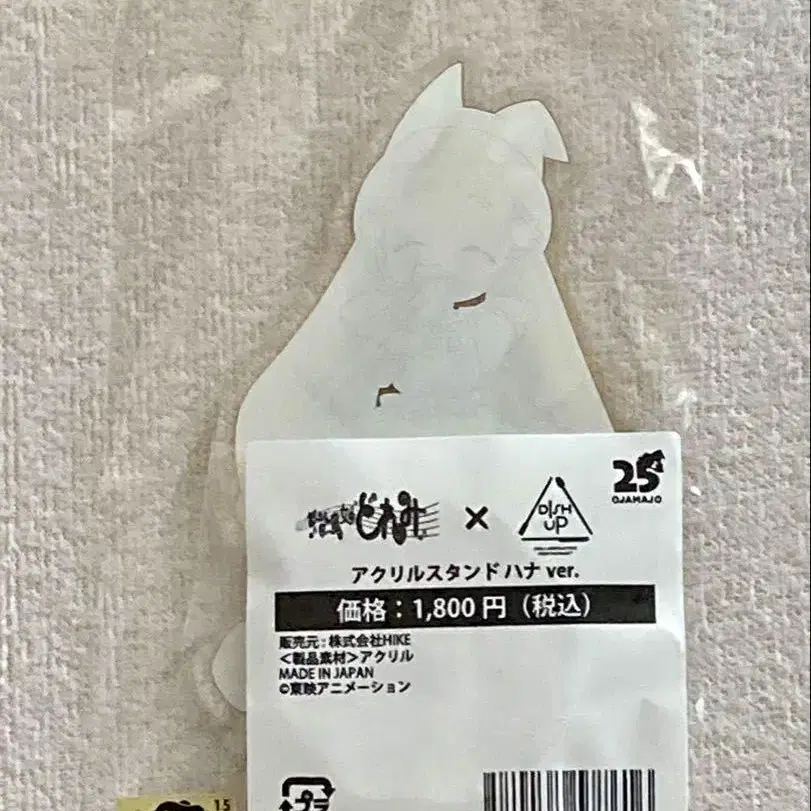 おジャ魔女どれみ × DISH UP 25 OJAMAJO
アクリルスタンド ハナ ver.
価格：1,800円（税込）
販売元：株式会社HIKE
＜製品素材＞アクリル
MADE IN JAPAN
©東映アニメーション
プラ
15